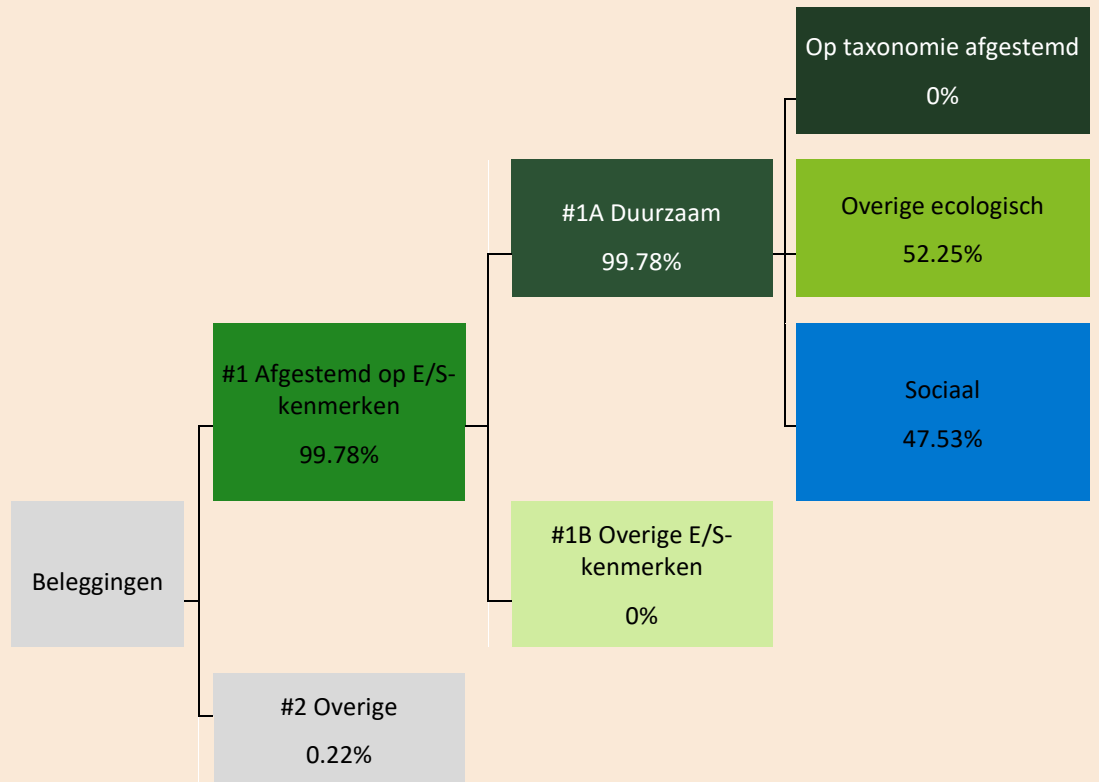 Beleggingen
#1 Afgestemd op E/S-
kenmerken
99.78%
#2 Overige
0.22%
#1A Duurzaam
99.78%
#1B Overige E/S-
kenmerken
0%
Op taxonomie afgestemd
0%
Overige ecologisch
52.25%
Sociaal
47.53%